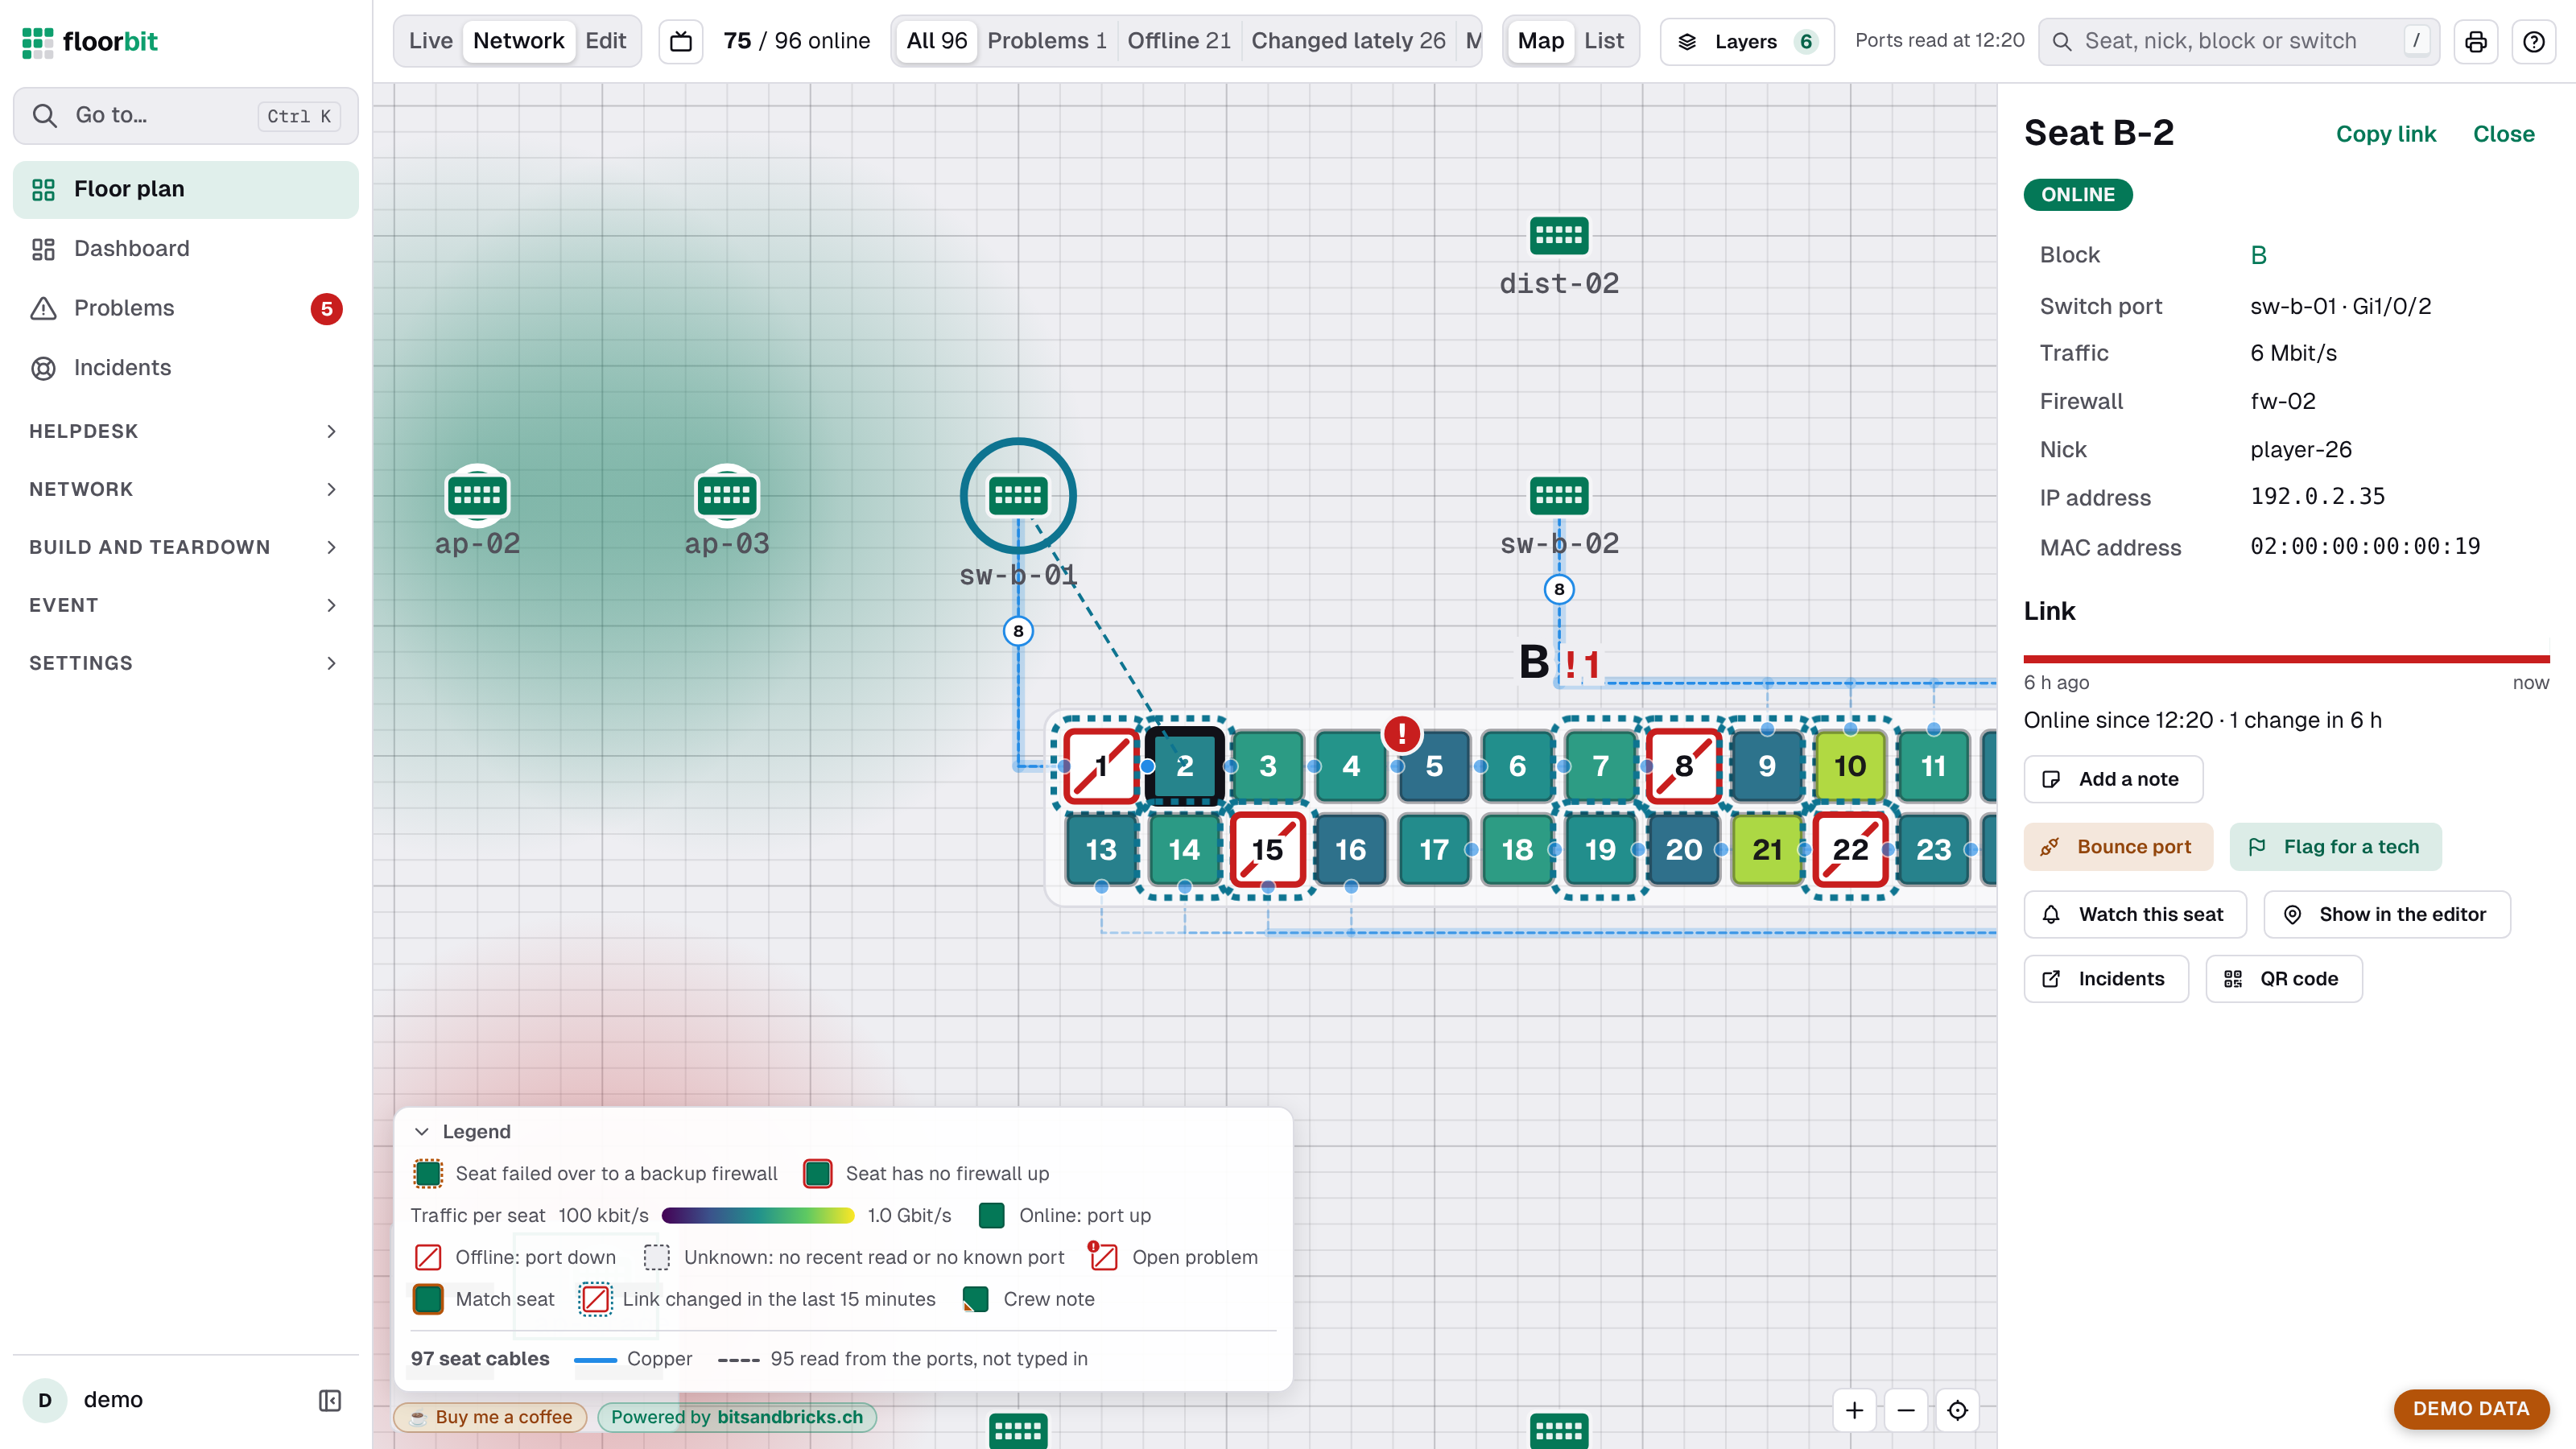 floorbit
Go to...
Ctrl K
Floor plan
Dashboard
Problems
5
Incidents
HELPDESK
NETWORK
BUILD AND TEARDOWN
EVENT
SETTINGS
D
demo
Live
Network
Edit
75 / 96 online
All 96
Problems 1
Offline 21
Changed lately 26
Map
List
Layers
6
Ports read at 12:20
Seat, nick, block or switch
/
dist-02
ap-02
ap-03
sw-b-01
sw-b-02
8
8
B !1
!
1 2 3 4 5 6 7 8 9 10 11
13 14 15 16 17 18 19 20 21 22 23
Legend
Seat failed over to a backup firewall
Seat has no firewall up
Traffic per seat 100 kbit/s
1.0 Gbit/s
Online: port up
Offline: port down
Unknown: no recent read or no known port
Open problem
Match seat
Link changed in the last 15 minutes
Crew note
97 seat cables
Copper
95 read from the ports, not typed in
Buy me a coffee
Powered by bitsandbricks.ch
Seat B-2
Copy link
Close
ONLINE
Block B
Switch port sw-b-01 · Gi1/0/2
Traffic 6 Mbit/s
Firewall fw-02
Nick player-26
IP address 192.0.2.35
MAC address 02:00:00:00:00:19
Link
6 h ago
now
Online since 12:20 · 1 change in 6 h
Add a note
Bounce port
Flag for a tech
Watch this seat
Show in the editor
Incidents
QR code
DEMO DATA